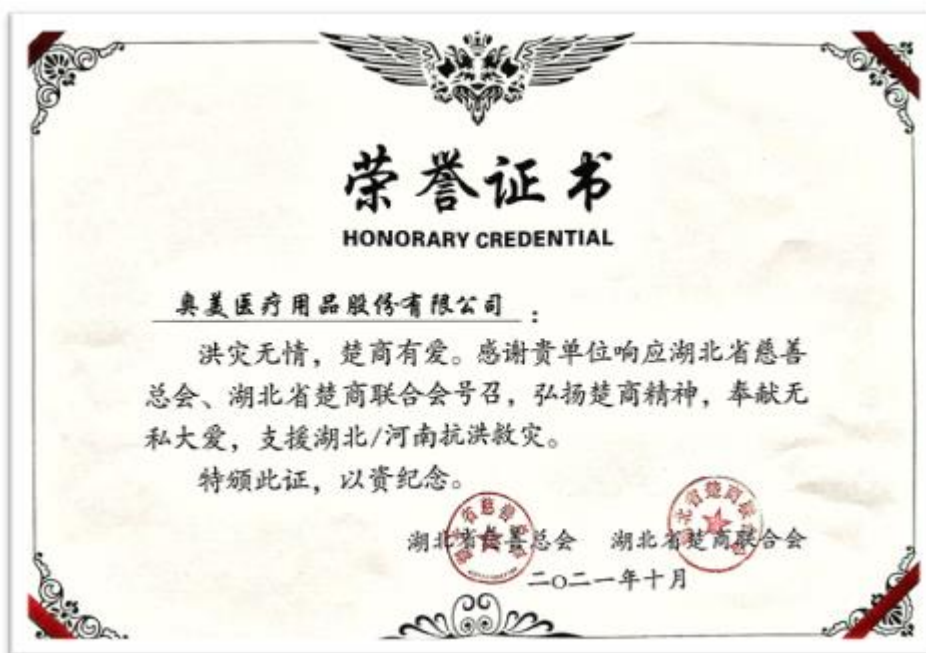 荣誉证书
HONORARY CREDENTIAL
奥美医疗用品股份有限公司：
洪灾无情，楚商有爱。感谢贵单位响应湖北省慈善
总会、湖北省楚商联合会号召，弘扬楚商精神，奉献无
私大爱，支援湖北/河南抗洪救灾。
特颁此证，以资纪念。
湖北省慈善总会 湖北省楚商联合会
二〇二一年十月